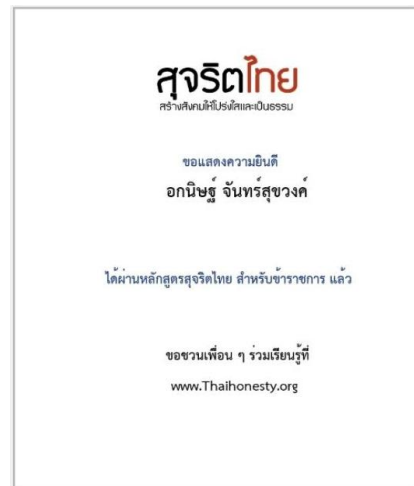 สุจริตไทย
สร้างสังคมให้โปร่งใสและเป็นธรรม
ขอแสดงความยินดี
อกนิษฐ์ จันทร์สุขวงค์
ได้ผ่านหลักสูตรสุจริตไทย สำหรับข้าราชการ แล้ว
ขอชวนเพื่อน ๆ ร่วมเรียนรู้ที่
www.Thaihonesty.org